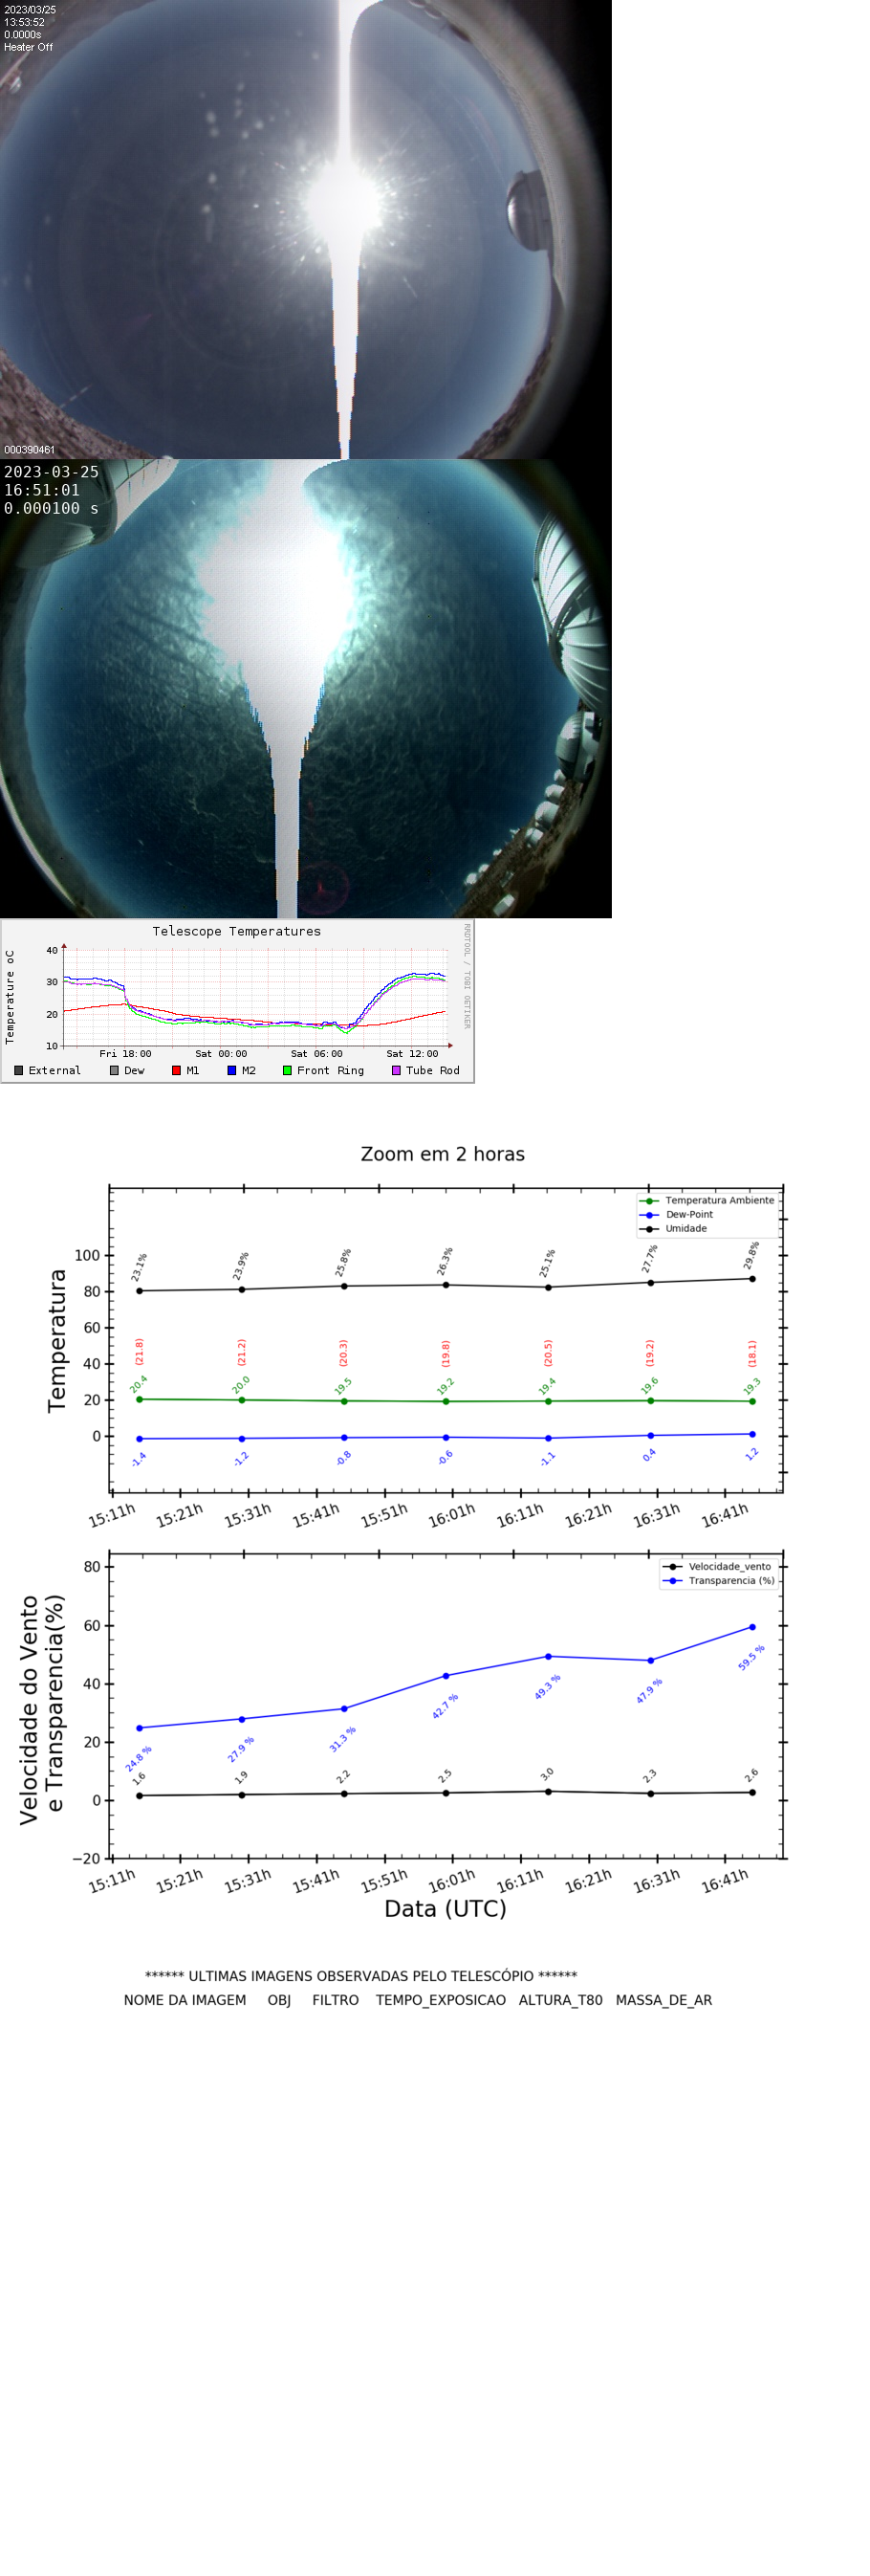 2023/03/25
13:53:52
0.0000s
Heater Off
000390461
2023-03-25
16:51:01
0.000100 s
Telescope Temperatures
RRDTOOL / TOBI OETIKER
Temperature oC
40
30
20
10
Fri 18:00 Sat 00:00 Sat 06:00 Sat 12:00
External Dew M1 M2 Front Ring Tube Rod
Zoom em 2 horas
Temperatura Ambiente
Dew-Point
Umidade
Temperatura
100
80
60
40
20
0
23.1% 23.9% 25.8% 26.3% 25.1% 27.7% 29.8%
(21.8) (21.2) (20.3) (19.8) (20.5) (19.2) (18.1)
20.4 20.0 19.5 19.2 19.4 19.6 19.3
-1.4 -1.2 -0.8 -0.6 -1.1 0.4 1.2
15:11h 15:21h 15:31h 15:41h 15:51h 16:01h 16:11h 16:21h 16:31h 16:41h
Velocidade_vento
Transparencia (%)
Velocidade do Vento
e Transparencia(%)
80
60
40
20
0
−20
24.8 % 27.9 % 31.3 % 42.7 % 49.3 % 47.9 % 59.5 %
1.6 1.9 2.2 2.5 3.0 2.3 2.6
15:11h 15:21h 15:31h 15:41h 15:51h 16:01h 16:11h 16:21h 16:31h 16:41h
Data (UTC)
****** ULTIMAS IMAGENS OBSERVADAS PELO TELESCÓPIO ******
NOME DA IMAGEM OBJ FILTRO TEMPO_EXPOSICAO ALTURA_T80 MASSA_DE_AR